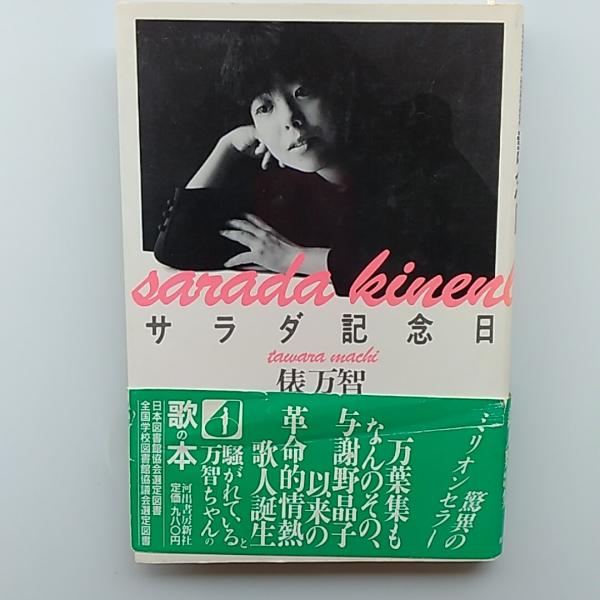 sarada kinen
サラダ記念日
tawara machi
俵万智
驚異の
ミリオンセラー
万葉集も
なんのその、
与謝野晶子
以来の
革命的情熱
歌人誕生
と
騒がれている
万智ちゃんの
歌の本
河出書房新社
定価 九八〇円
日本図書館協会選定図書
全国学校図書館協議会選定図書